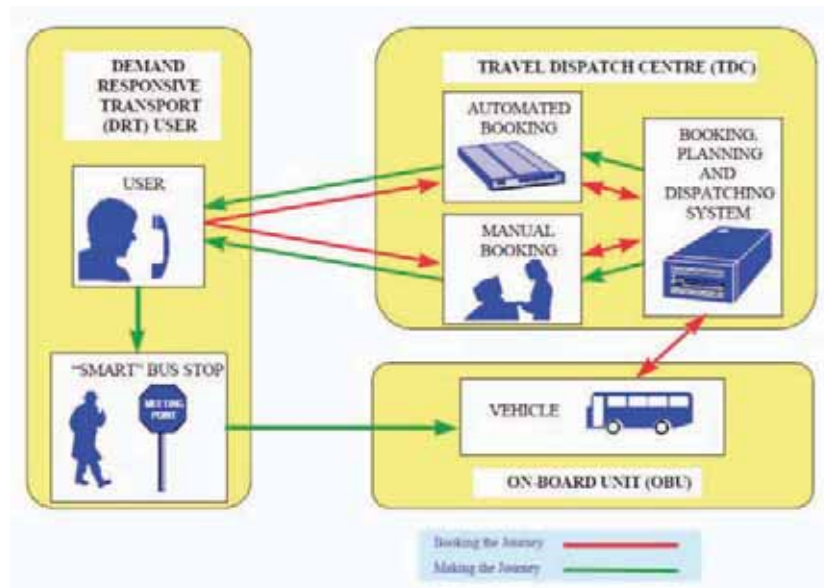 DEMAND
RESPONSIVE
TRANSPORT
(DRT) USER
USER
"SMART" BUS STOP
MEETING
POINT
TRAVEL DISPATCH CENTRE (TDC)
AUTOMATED
BOOKING
MANUAL
BOOKING
BOOKING,
PLANNING
AND
DISPATCHING
SYSTEM
VEHICLE
ON-BOARD UNIT (OBU)
Booking the Journey
Making the Journey